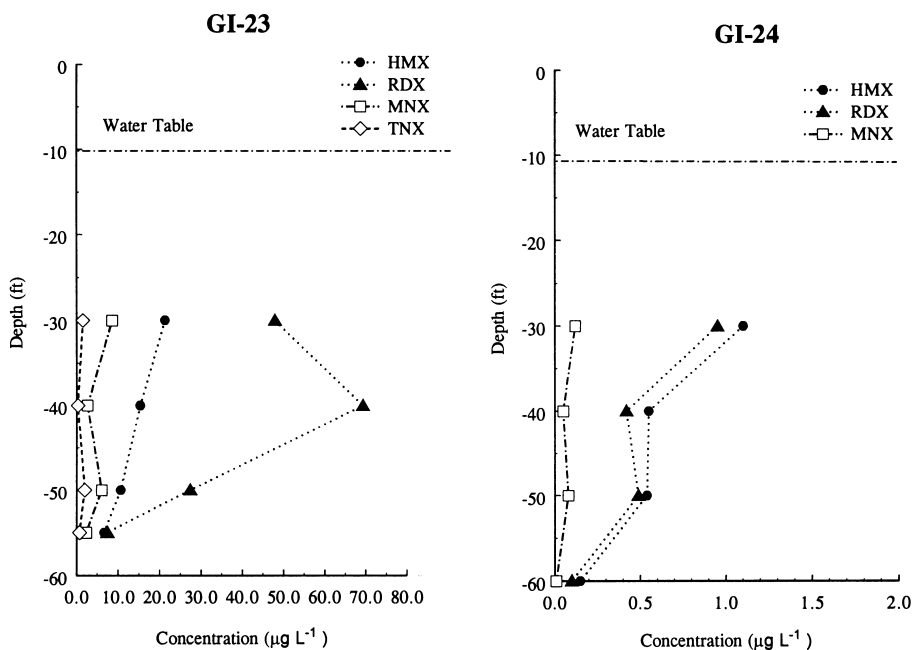 GI-23
HMX
RDX
MNX
TNX
Water Table
0
-10
-20
-30
-40
-50
-60
Depth (ft)
0.0 10.0 20.0 30.0 40.0 50.0 60.0 70.0 80.0
Concentration (μg L⁻¹)
GI-24
HMX
RDX
MNX
Water Table
0
-10
-20
-30
-40
-50
-60
Depth (ft)
0.0 0.5 1.0 1.5 2.0
Concentration (μg L⁻¹)